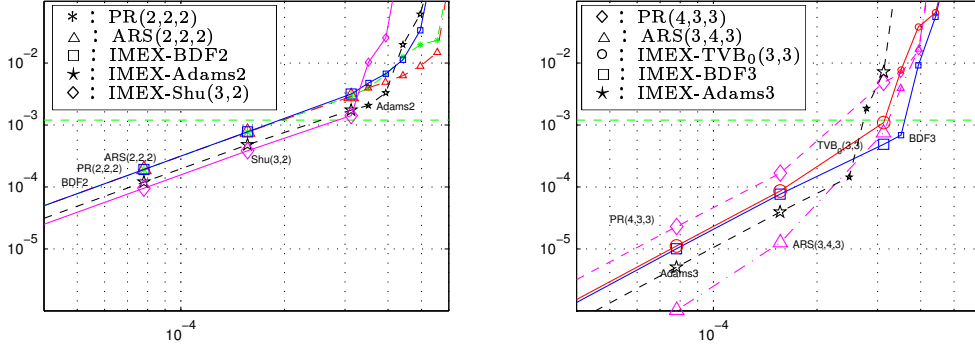 10^-2
10^-3
10^-4
10^-5
10^-4
* : PR(2,2,2)
△ : ARS(2,2,2)
□ : IMEX-BDF2
☆ : IMEX-Adams2
◇ : IMEX-Shu(3,2)
Adams2
ARS(2,2,2)
PR(2,2,2)
BDF2
Shu(3,2)
10^-2
10^-3
10^-4
10^-5
10^-4
◇ : PR(4,3,3)
△ : ARS(3,4,3)
○ : IMEX-TVB_0(3,3)
□ : IMEX-BDF3
★ : IMEX-Adams3
TVB_0(3,3)
BDF3
PR(4,3,3)
ARS(3,4,3)
Adams3